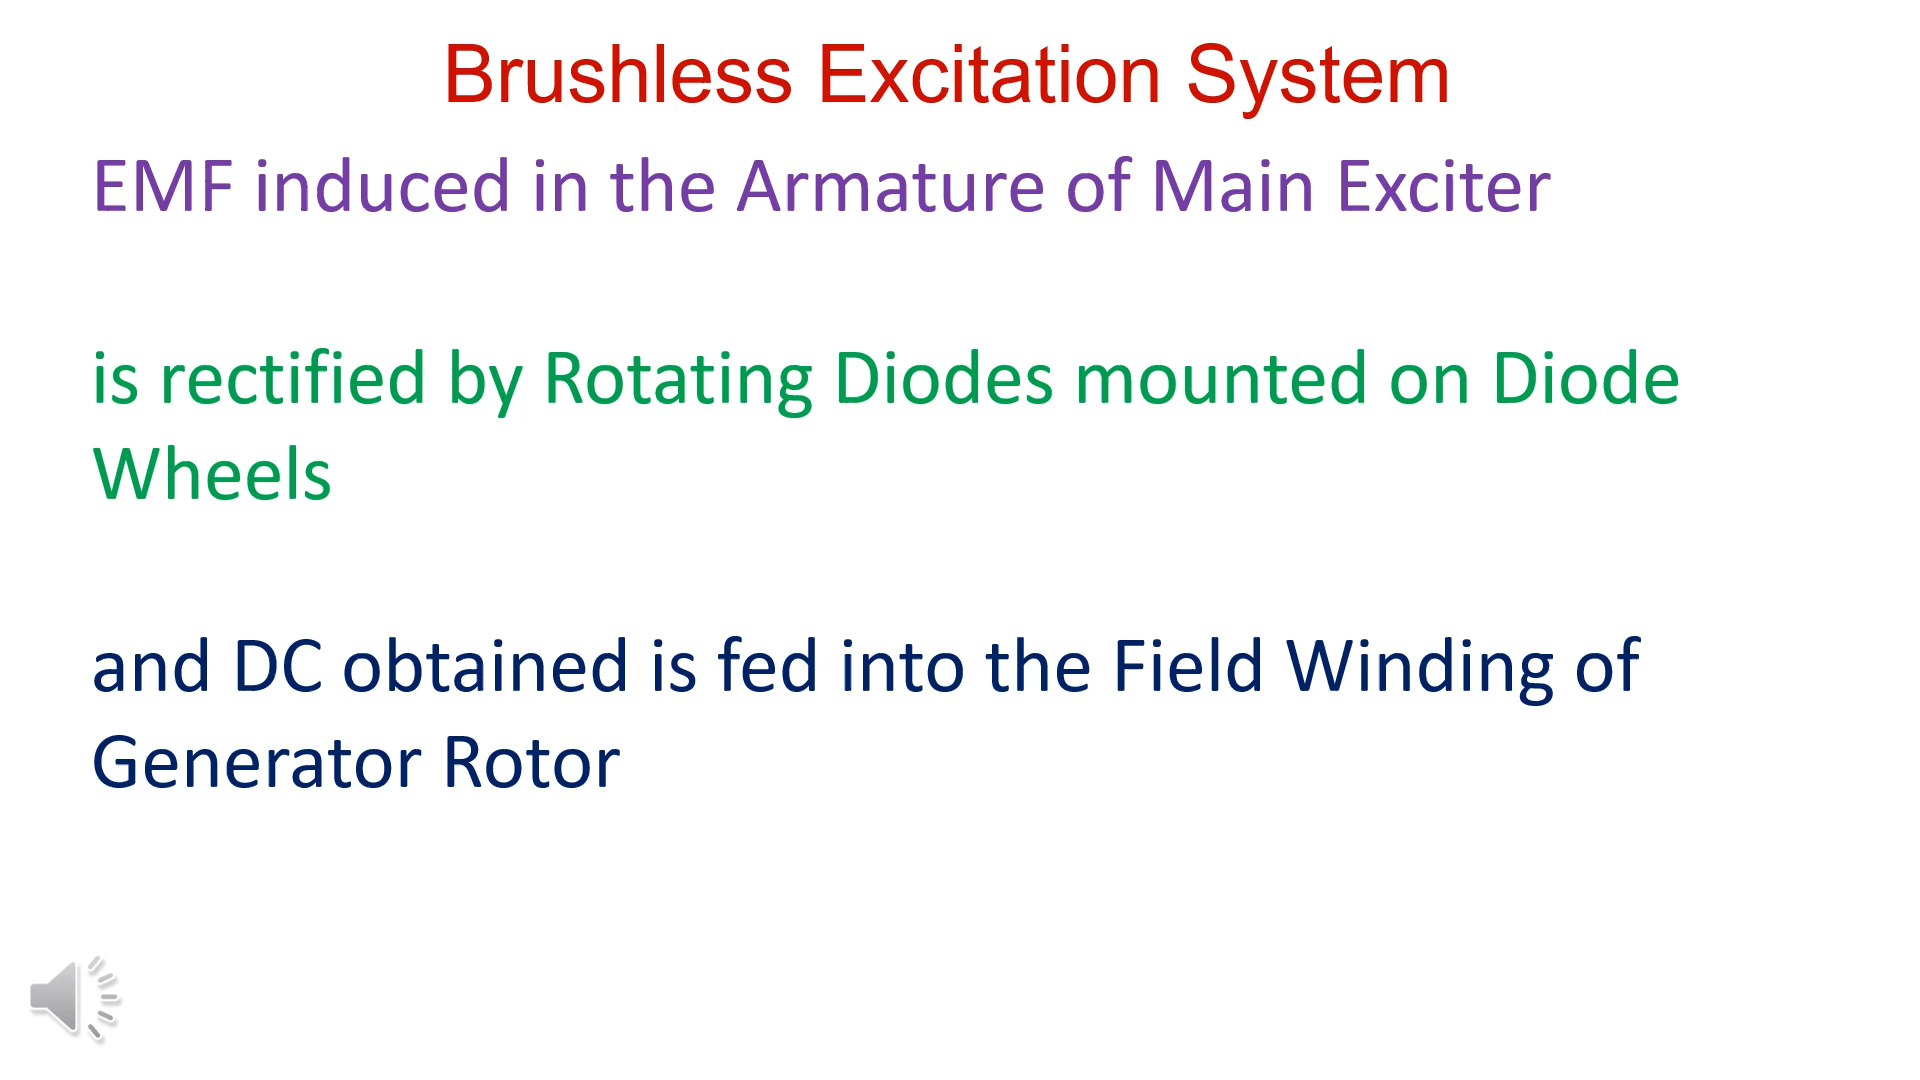 Brushless Excitation System
EMF induced in the Armature of Main Exciter
is rectified by Rotating Diodes mounted on Diode
Wheels
and DC obtained is fed into the Field Winding of
Generator Rotor